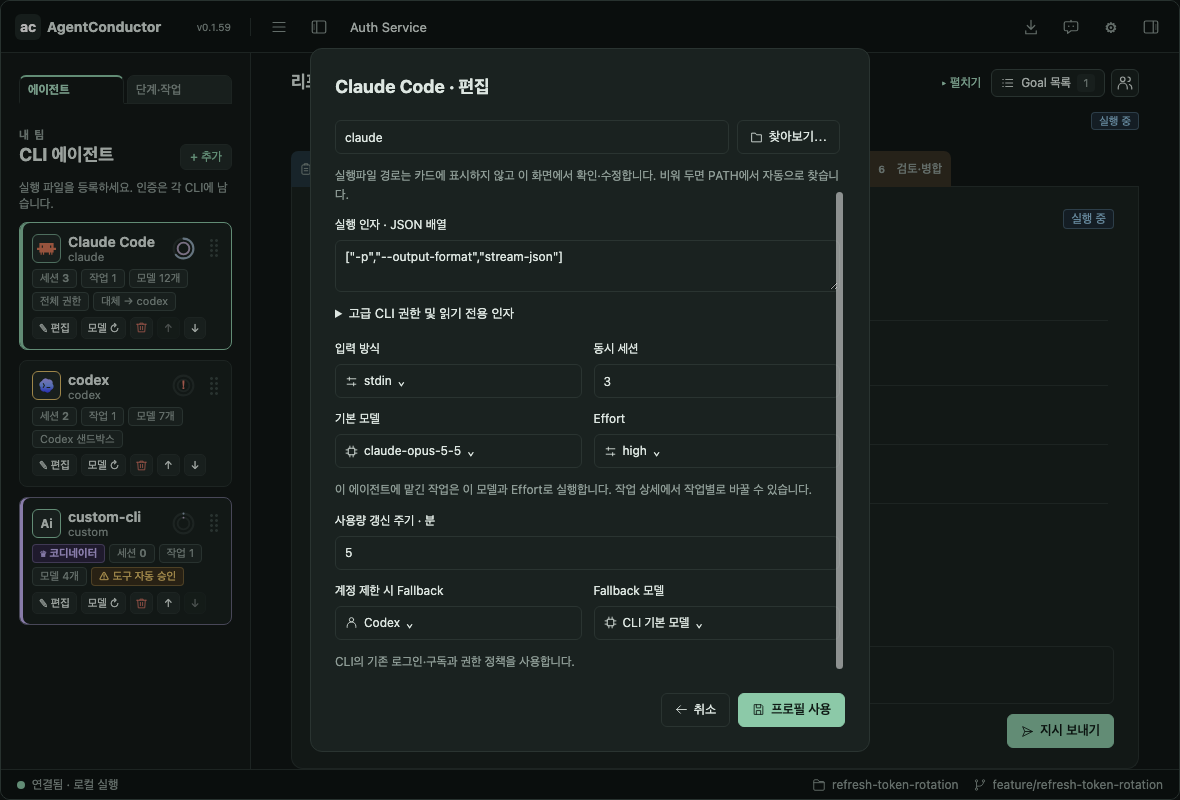 ac AgentConductor v0.1.59 Auth Service
에이전트 단계·작업
내 팀
CLI 에이전트 + 추가
실행 파일을 등록하세요. 인증은 각 CLI에 남
습니다.
Claude Code
claude
세션 3 작업 1 모델 12개
전체 권한 대체 → codex
편집 모델
codex
codex
세션 2 작업 1 모델 7개
Codex 샌드박스
편집 모델
Ai custom-cli
custom
코디네이터 세션 0 작업 1
모델 4개 도구 자동 승인
편집 모델
펼치기 Goal 목록 1
실행 중
6 검토·병합
실행 중
Claude Code · 편집
claude 찾아보기...
실행파일 경로는 카드에 표시하지 않고 이 화면에서 확인·수정합니다. 비워 두면 PATH에서 자동으로 찾습니
다.
실행 인자 · JSON 배열
["-p","--output-format","stream-json"]
고급 CLI 권한 및 읽기 전용 인자
입력 방식 동시 세션
stdin 3
기본 모델 Effort
claude-opus-5-5 high
이 에이전트에 맡긴 작업은 이 모델과 Effort로 실행합니다. 작업 상세에서 작업별로 바꿀 수 있습니다.
사용량 갱신 주기 · 분
5
계정 제한 시 Fallback Fallback 모델
Codex CLI 기본 모델
CLI의 기존 로그인·구독과 권한 정책을 사용합니다.
취소 프로필 사용
지시 보내기
연결됨 · 로컬 실행 refresh-token-rotation feature/refresh-token-rotation